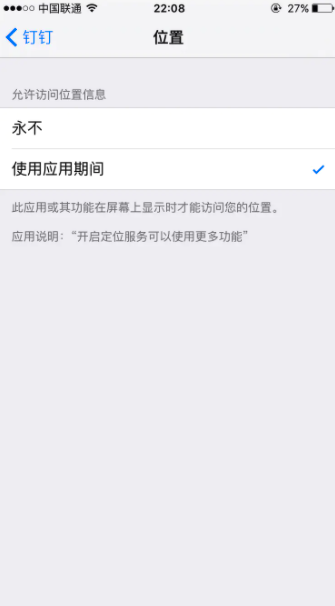 中国联通 22:08 27%
钉钉 位置
允许访问位置信息
永不
使用应用期间
此应用或其功能在屏幕上显示时才能访问您的位置。
应用说明：“开启定位服务可以使用更多功能”